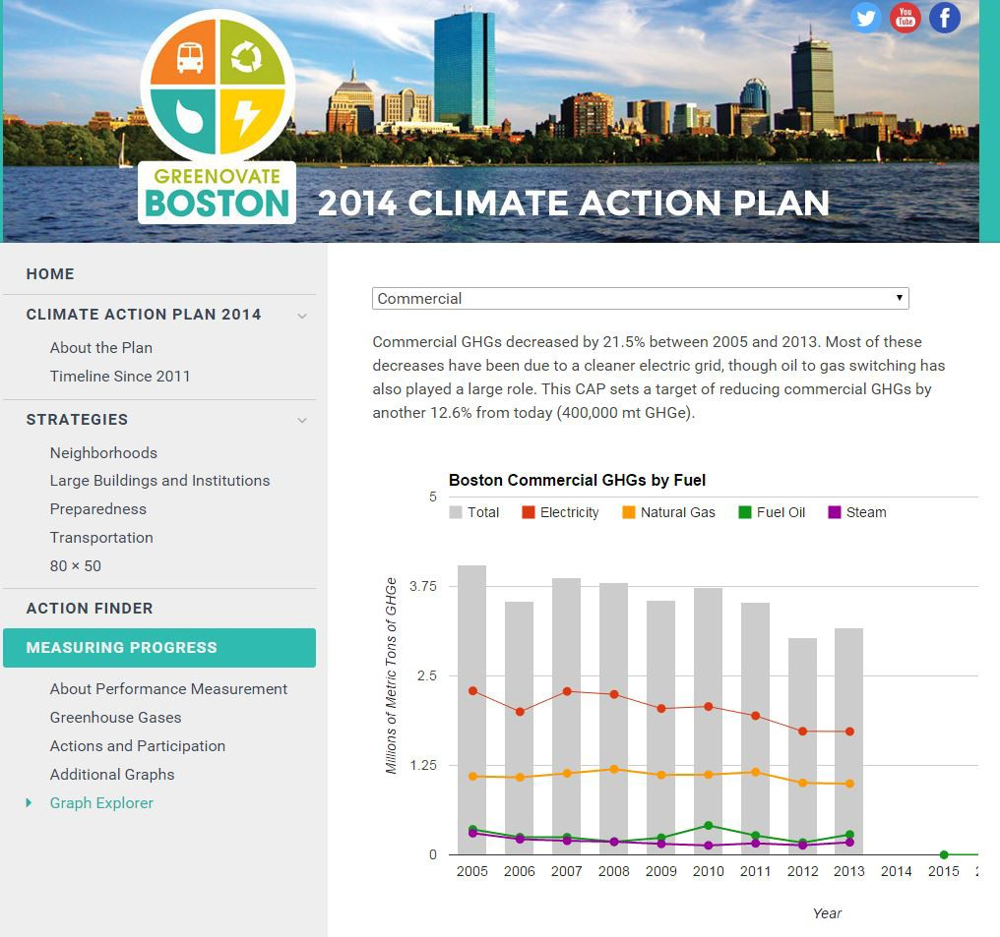 You
Tube
f
GREENOVATE
BOSTON
2014 CLIMATE ACTION PLAN
HOME
CLIMATE ACTION PLAN 2014
About the Plan
Timeline Since 2011
STRATEGIES
Neighborhoods
Large Buildings and Institutions
Preparedness
Transportation
80 × 50
ACTION FINDER
MEASURING PROGRESS
About Performance Measurement
Greenhouse Gases
Actions and Participation
Additional Graphs
Graph Explorer
Commercial
Commercial GHGs decreased by 21.5% between 2005 and 2013. Most of these
decreases have been due to a cleaner electric grid, though oil to gas switching has
also played a large role. This CAP sets a target of reducing commercial GHGs by
another 12.6% from today (400,000 mt GHGe).
Boston Commercial GHGs by Fuel
Total Electricity Natural Gas Fuel Oil Steam
Millions of Metric Tons of GHGe
5
3.75
2.5
1.25
0
2005 2006 2007 2008 2009 2010 2011 2012 2013 2014 2015
Year